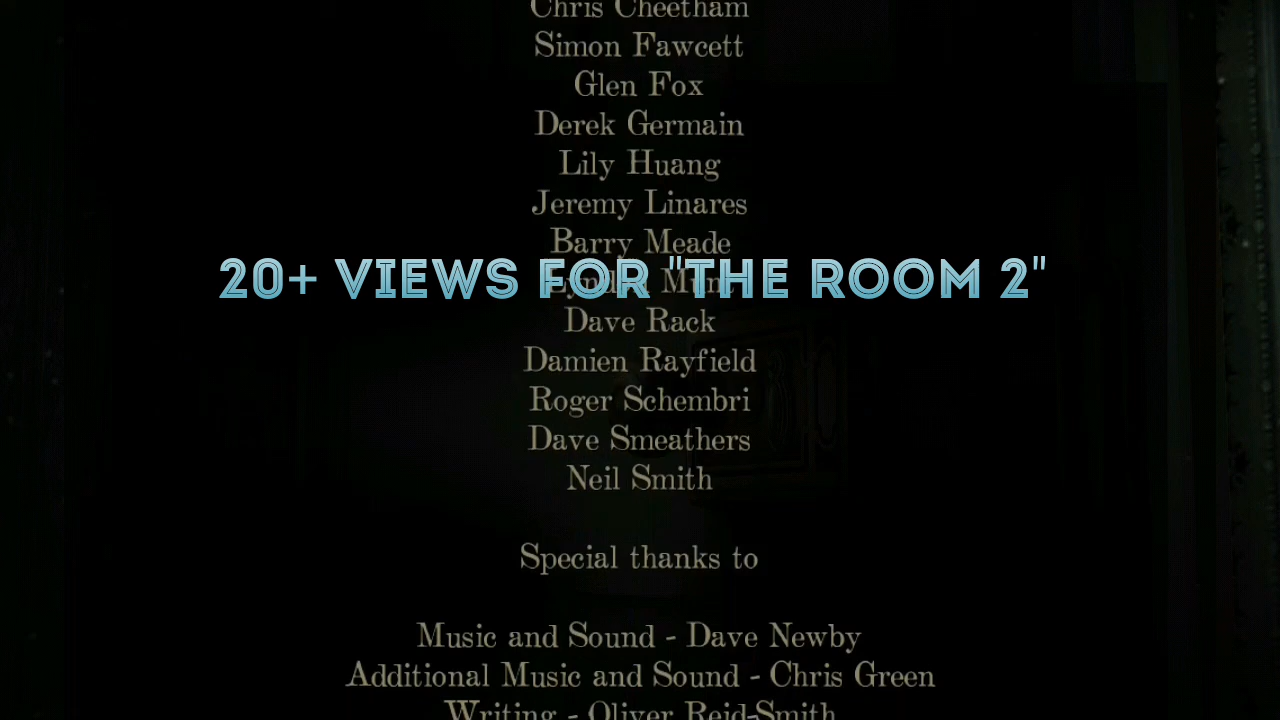 Chris Cheetham
Simon Fawcett
Glen Fox
Derek Germain
Lily Huang
Jeremy Linares
Barry Meade
20+ VIEWS FOR "THE ROOM 2"
Dave Rack
Damien Rayfield
Roger Schembri
Dave Smeathers
Neil Smith
Special thanks to
Music and Sound - Dave Newby
Additional Music and Sound - Chris Green
Writing - Oliver Reid-Smith